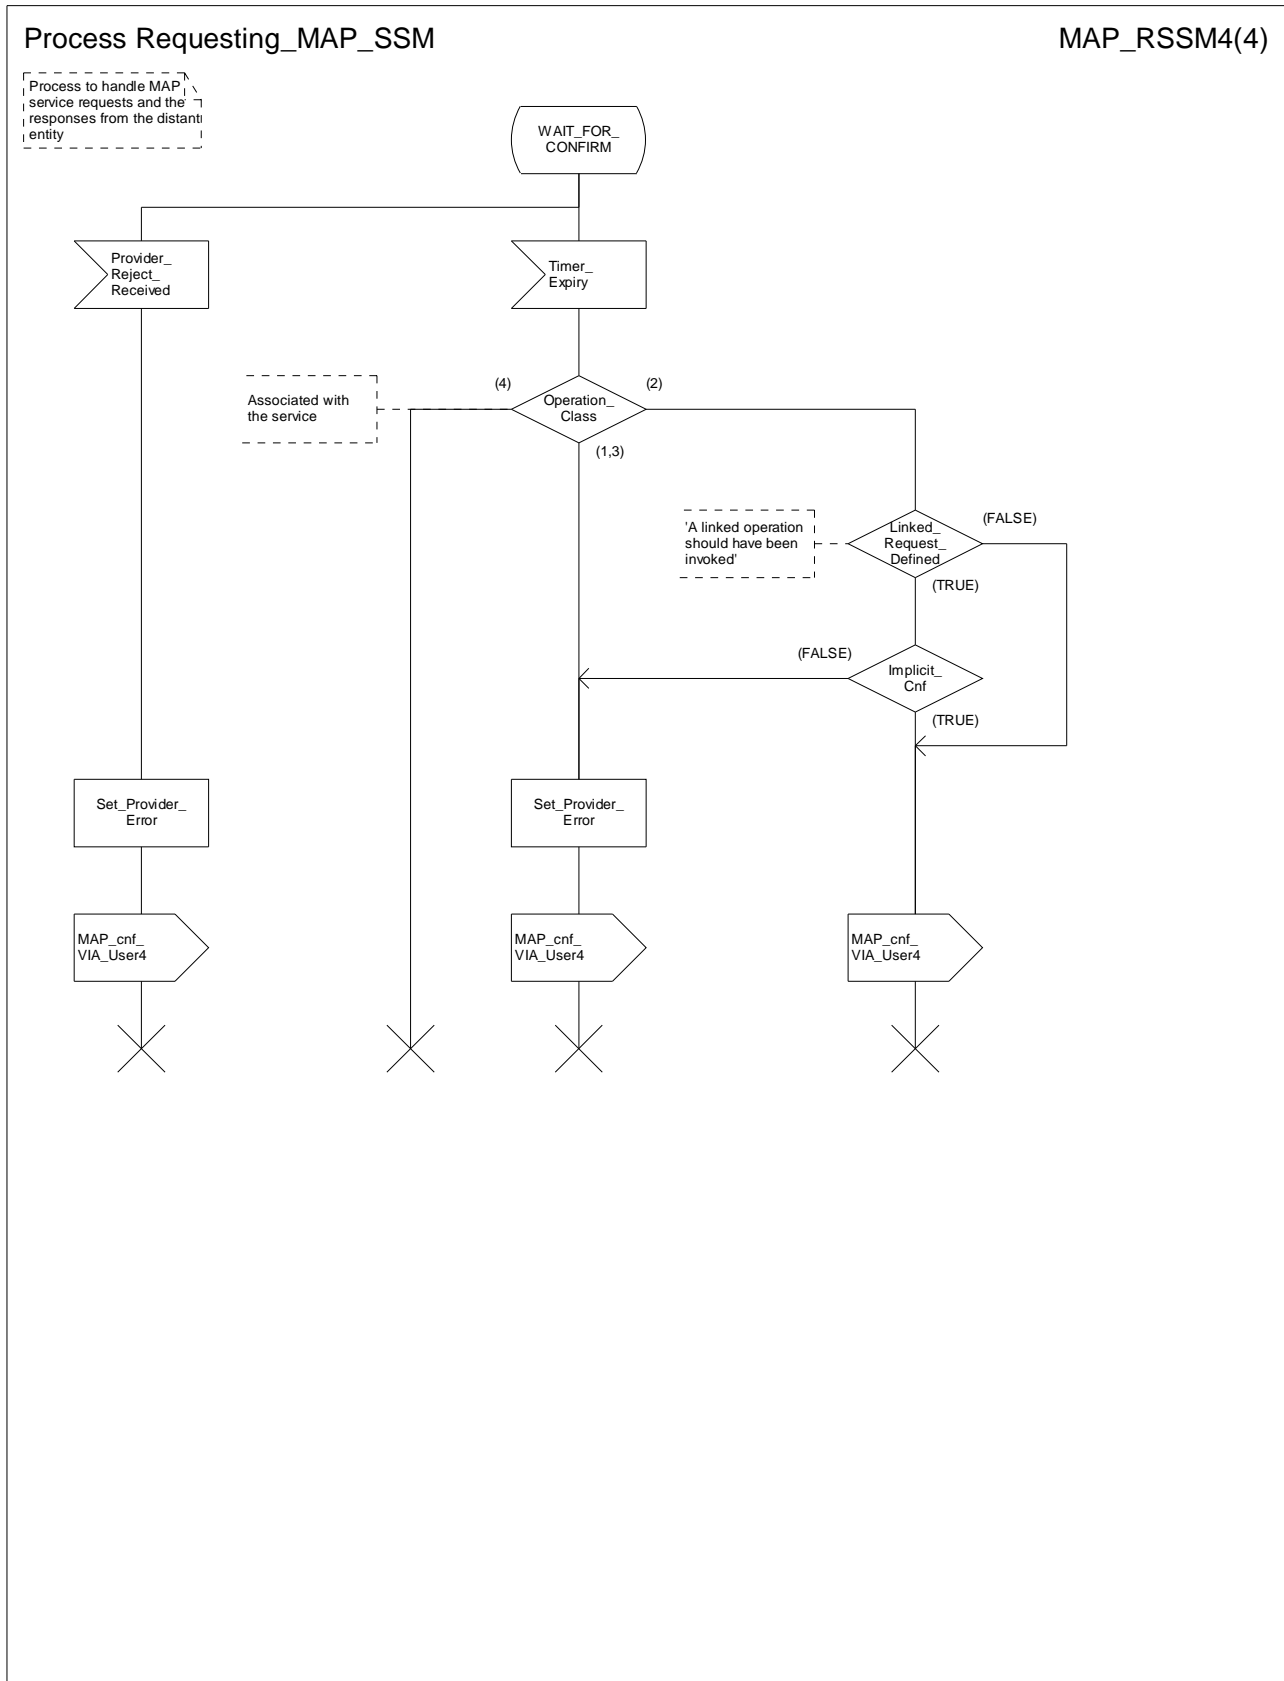 Process Requesting_MAP_SSM
MAP_RSSM4(4)
Process to handle MAP
service requests and the
responses from the distant
entity
WAIT_FOR_
CONFIRM
Provider_
Reject_
Received
Timer_
Expiry
Associated with
the service
(4)
Operation_
Class
(2)
(1,3)
'A linked operation
should have been
invoked'
Linked_
Request_
Defined
(FALSE)
(TRUE)
(FALSE)
Implicit_
Cnf
(TRUE)
Set_Provider_
Error
Set_Provider_
Error
MAP_cnf_
VIA_User4
MAP_cnf_
VIA_User4
MAP_cnf_
VIA_User4